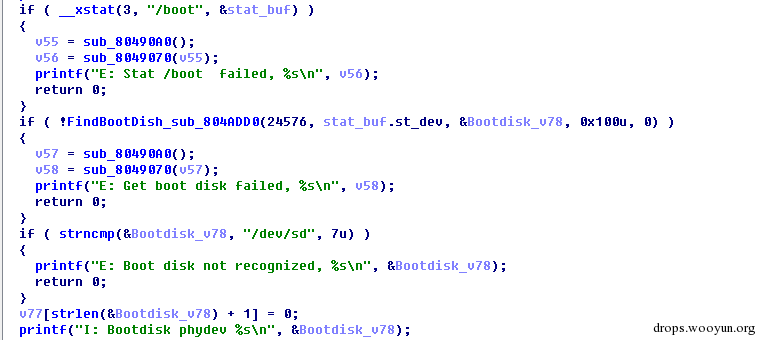 if ( __xstat(3, "/boot", &stat_buf) )
{
v55 = sub_80490A0();
v56 = sub_8049070(v55);
printf("E: Stat /boot  failed, %s\n", v56);
return 0;
}
if ( !FindBootDish_sub_804ADD0(24576, stat_buf.st_dev, &Bootdisk_v78, 0x100u, 0) )
{
v57 = sub_80490A0();
v58 = sub_8049070(v57);
printf("E: Get boot disk failed, %s\n", v58);
return 0;
}
if ( strncmp(&Bootdisk_v78, "/dev/sd", 7u) )
{
printf("E: Boot disk not recognized, %s\n", &Bootdisk_v78);
return 0;
}
v77[strlen(&Bootdisk_v78) + 1] = 0;
printf("I: Bootdisk phydev %s\n", &Bootdisk_v78);
drops.wooyun.org